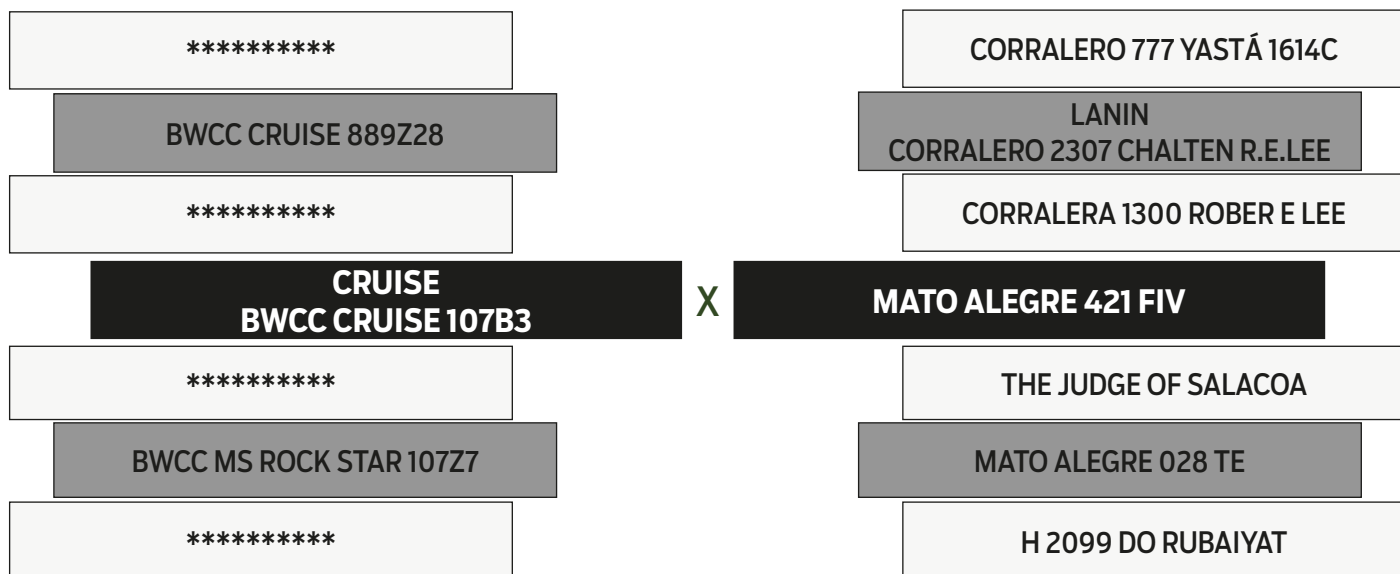 **********
BWCC CRUISE 889Z28
**********
CRUISE
BWCC CRUISE 107B3
**********
BWCC MS ROCK STAR 107Z7
**********
X
CORRALERO 777 YASTÁ 1614C
LANIN
CORRALERO 2307 CHALTEN R.E.LEE
CORRALERA 1300 ROBER E LEE
MATO ALEGRE 421 FIV
THE JUDGE OF SALACOA
MATO ALEGRE 028 TE
H 2099 DO RUBAIYAT